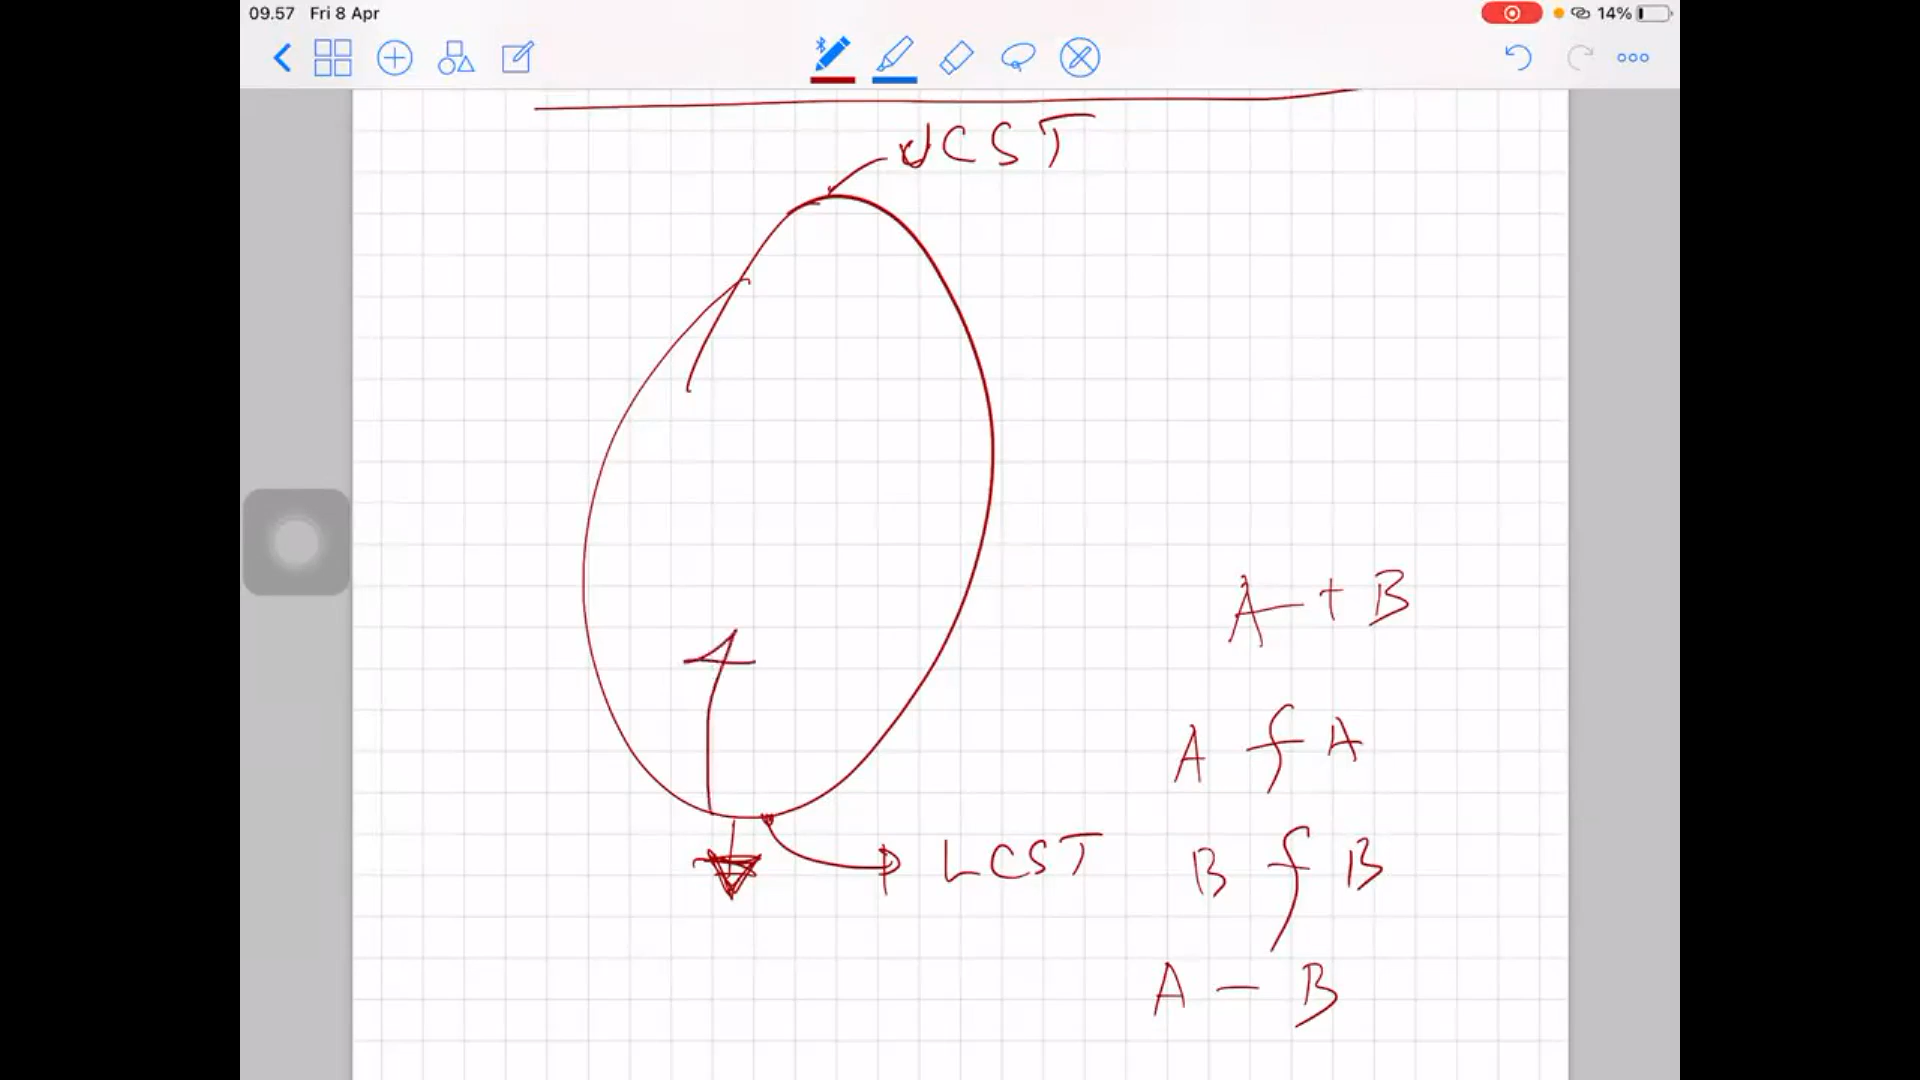 09.57 Fri 8 Apr
14%
UCST
A + B
A f A
LCST
B f B
A - B